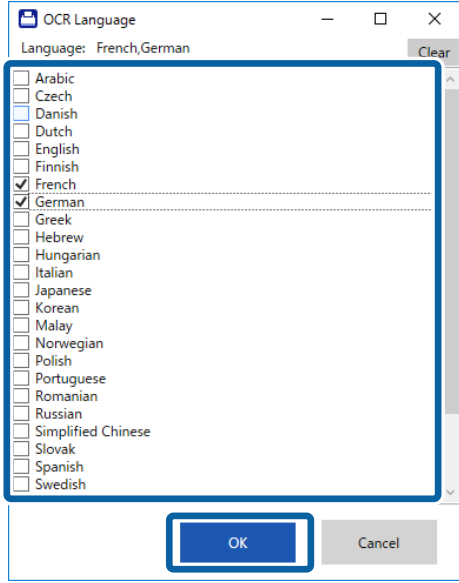 OCR Language
Language: French,German
Clear
Arabic
Czech
Danish
Dutch
English
Finnish
French
German
Greek
Hebrew
Hungarian
Italian
Japanese
Korean
Malay
Norwegian
Polish
Portuguese
Romanian
Russian
Simplified Chinese
Slovak
Spanish
Swedish
OK
Cancel